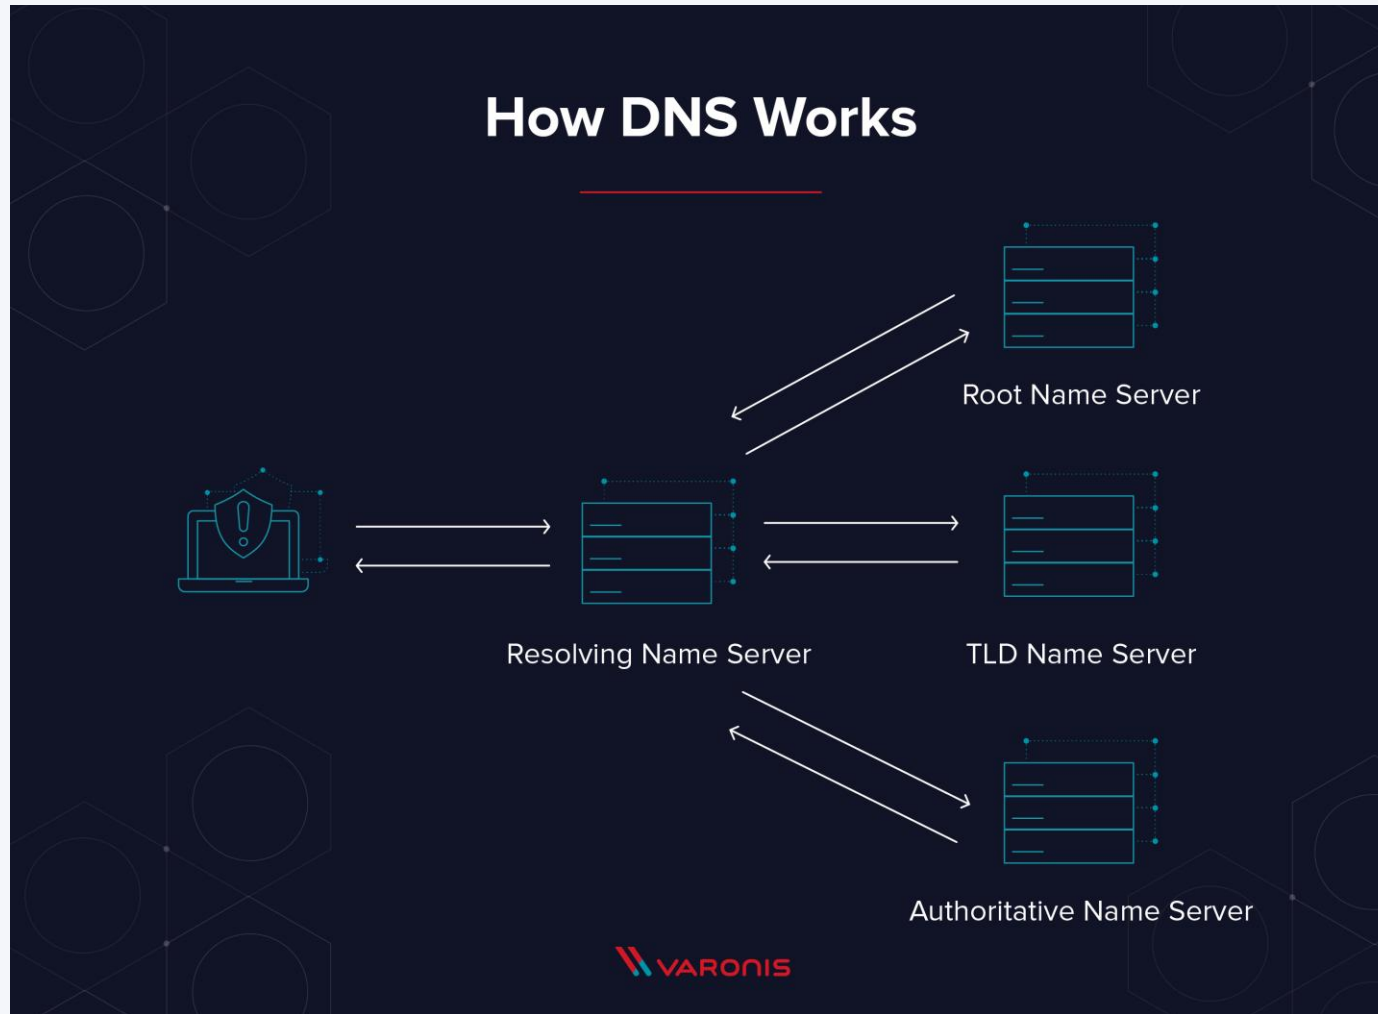 How DNS Works
Root Name Server
Resolving Name Server
TLD Name Server
Authoritative Name Server
VARONIS